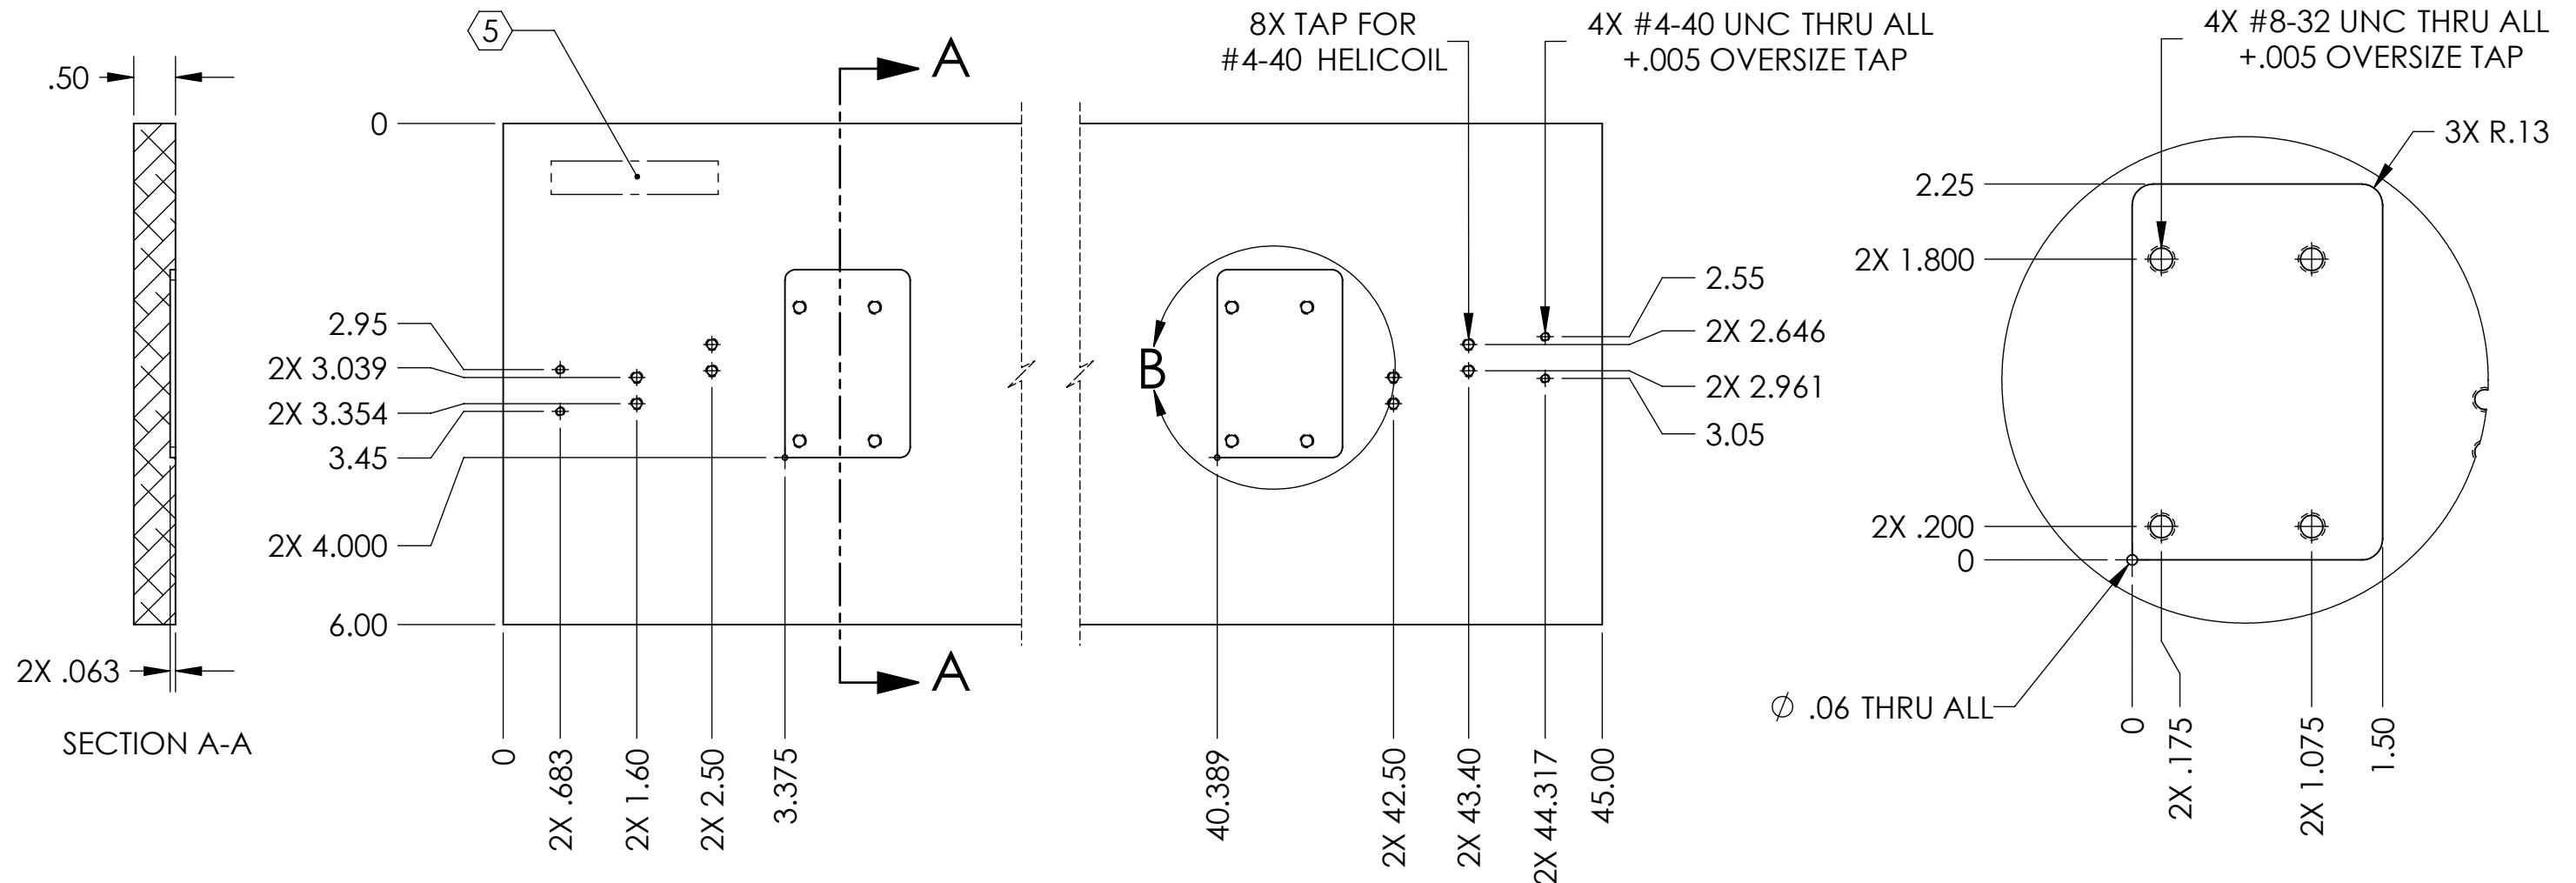 5
A
8X TAP FOR
#4-40 HELICOIL
4X #4-40 UNC THRU ALL
+.005 OVERSIZE TAP
4X #8-32 UNC THRU ALL
+.005 OVERSIZE TAP
.50
0
3X R.13
2.25
2X 1.800
2.55
2X 2.646
2X 2.961
3.05
2.95
2X 3.039
2X 3.354
3.45
2X 4.000
6.00
B
2X .200
0
2X .063
A
SECTION A-A
Ø .06 THRU ALL
0
2X .683
2X 1.60
2X 2.50
3.375
40.389
2X 42.50
2X 43.40
2X 44.317
45.00
0
2X .175
2X 1.075
1.50